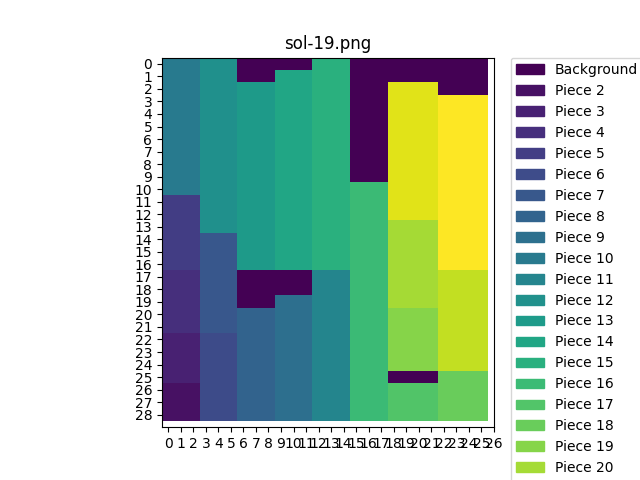 sol-19.png
0
1
2
3
4
5
6
7
8
9
10
11
12
13
14
15
16
17
18
19
20
21
22
23
24
25
26
27
28
0 1 2 3 4 5 6 7 8 9 10 11 12 13 14 15 16 17 18 19 20 21 22 23 24 25 26
Background
Piece 2
Piece 3
Piece 4
Piece 5
Piece 6
Piece 7
Piece 8
Piece 9
Piece 10
Piece 11
Piece 12
Piece 13
Piece 14
Piece 15
Piece 16
Piece 17
Piece 18
Piece 19
Piece 20